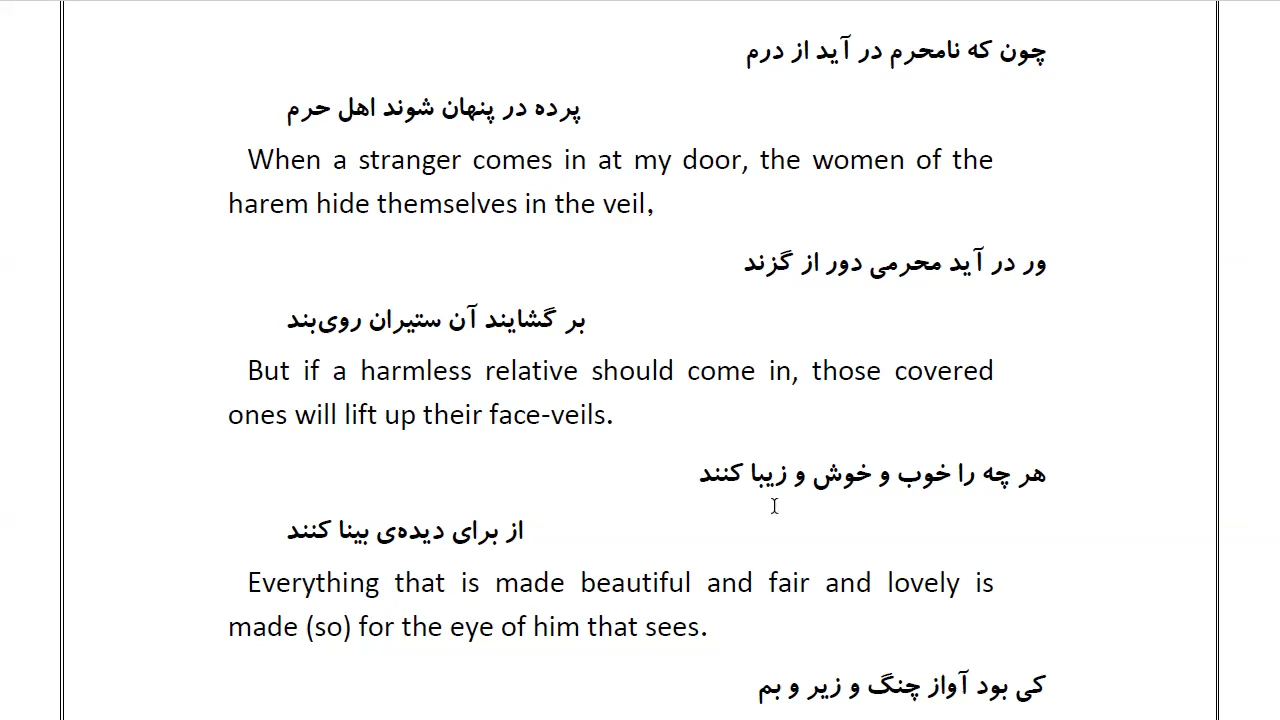 چون که نامحرم در آید از درم
پرده در پنهان شوند اهل حرم
When a stranger comes in at my door, the women of the
harem hide themselves in the veil,
ور در آید محرمی دور از گزند
بر گشایند آن ستیران روی‌بند
But if a harmless relative should come in, those covered
ones will lift up their face-veils.
هر چه را خوب و خوش و زیبا کنند
از برای دیده‌ی بینا کنند
Everything that is made beautiful and fair and lovely is
made (so) for the eye of him that sees.
کی بود آواز چنگ و زیر و بم